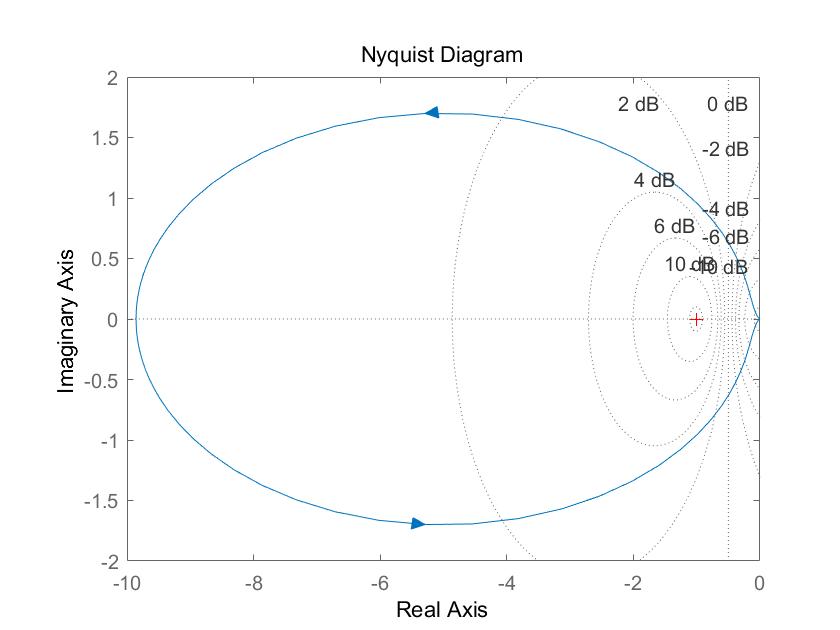 Nyquist Diagram
2
1.5
1
0.5
0
-0.5
-1
-1.5
-2
Imaginary Axis
2 dB
0 dB
-2 dB
4 dB
-4 dB
6 dB
-6 dB
10 dB
-10 dB
-10
-8
-6
-4
-2
0
Real Axis